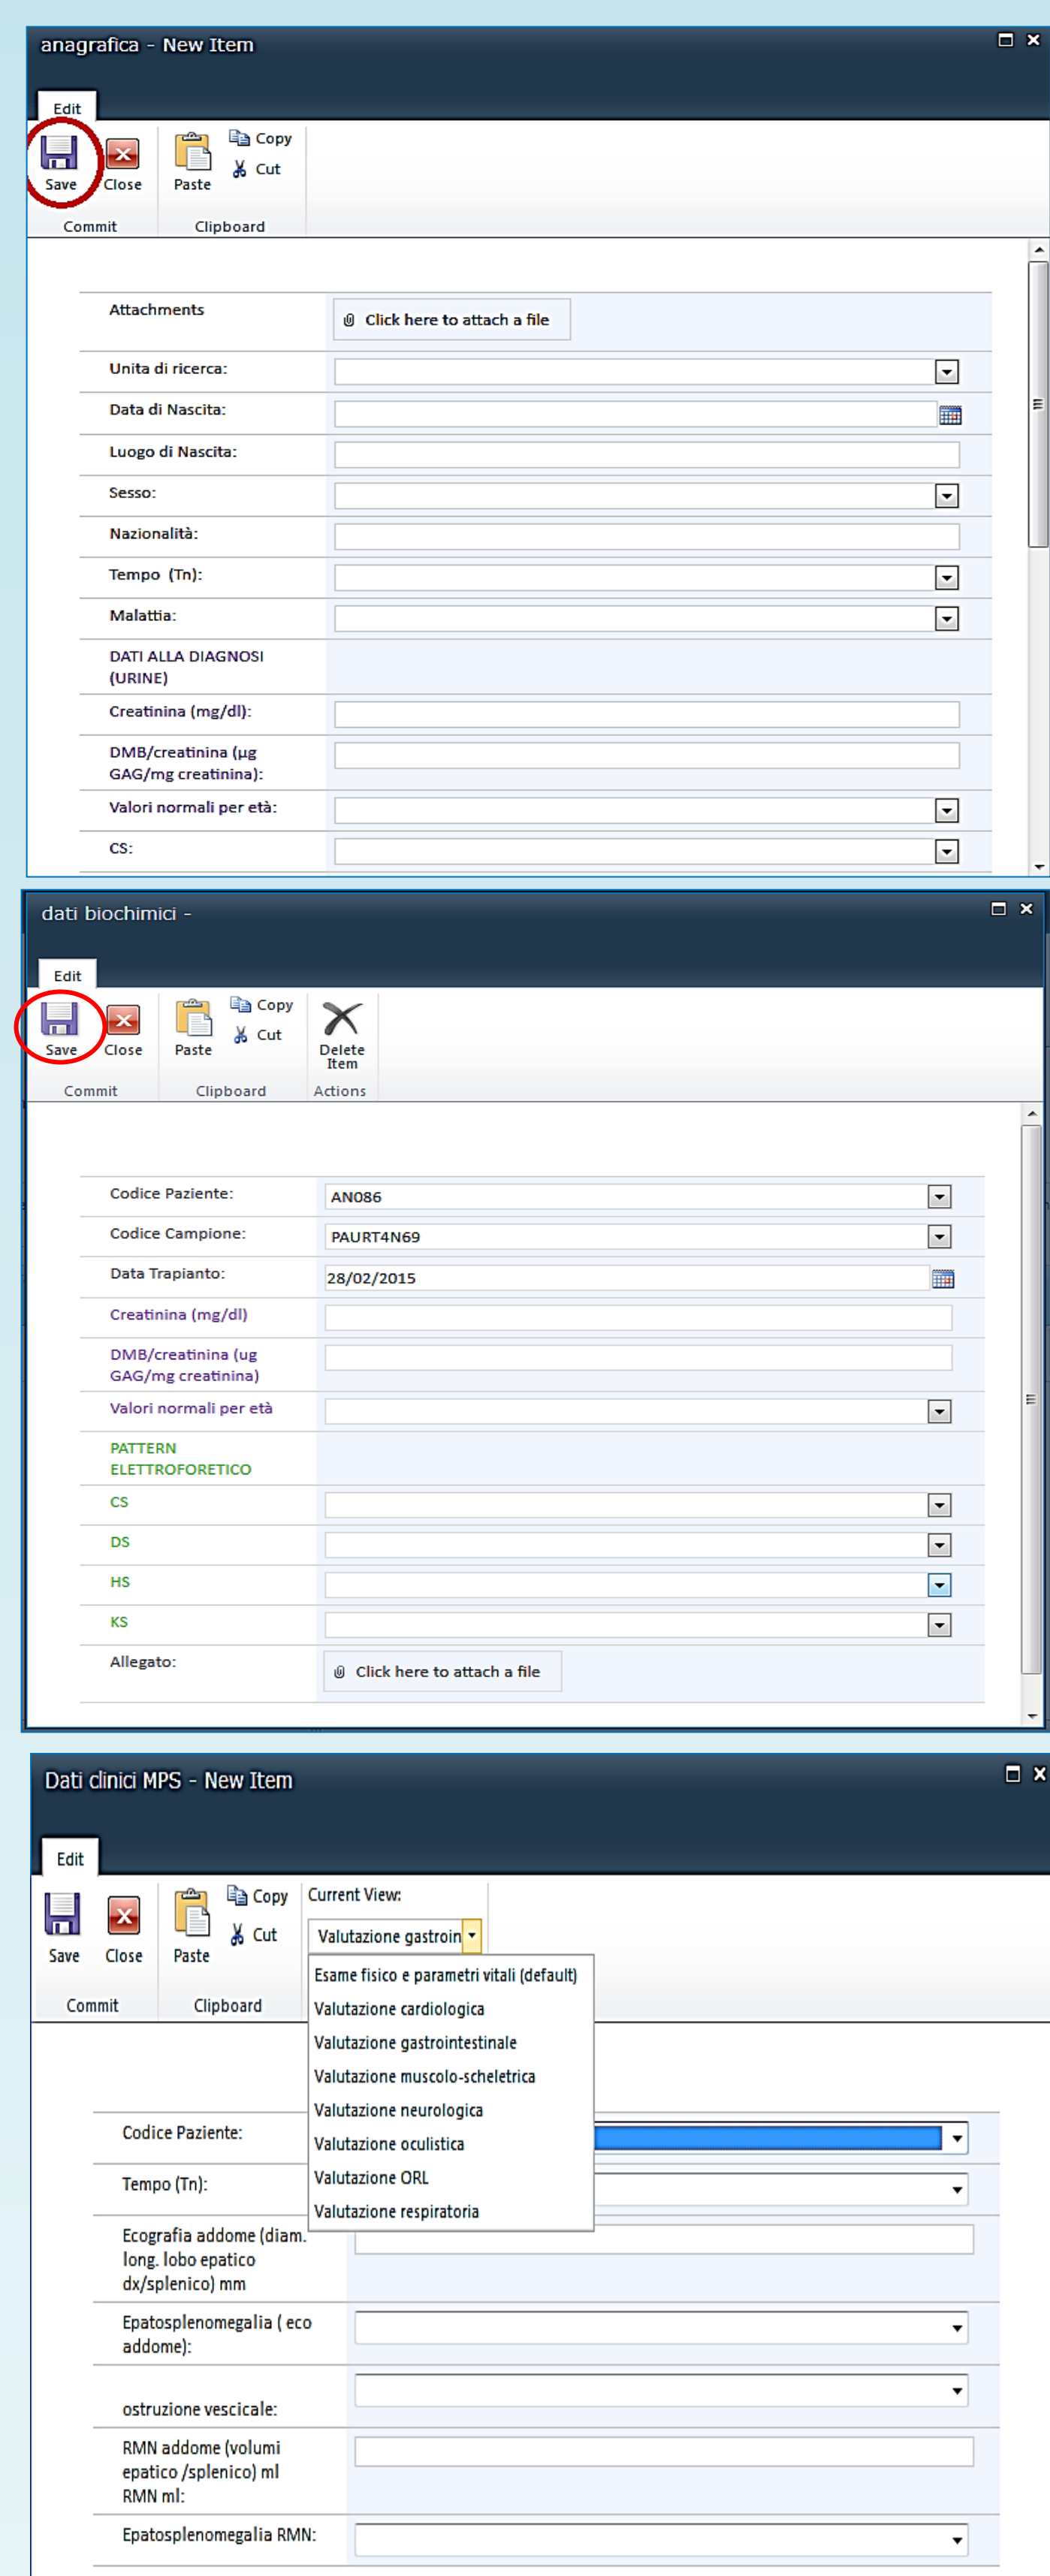 anagrafica - New Item
Edit
Save
Close
Paste
Copy
Cut
Commit
Clipboard
Attachments
Click here to attach a file
Unita di ricerca:
Data di Nascita:
Luogo di Nascita:
Sesso:
Nazionalità:
Tempo (Tn):
Malattia:
DATI ALLA DIAGNOSI
(URINE)
Creatinina (mg/dl):
DMB/creatinina (µg
GAG/mg creatinina):
Valori normali per età:
CS:
dati biochimici -
Edit
Save
Close
Paste
Copy
Cut
Delete
Item
Commit
Clipboard
Actions
Codice Paziente:
AN086
Codice Campione:
PAURT4N69
Data Trapianto:
28/02/2015
Creatinina (mg/dl)
DMB/creatinina (ug
GAG/mg creatinina)
Valori normali per età
PATTERN
ELETTROFORETICO
CS
DS
HS
KS
Allegato:
Click here to attach a file
Dati clinici MPS - New Item
Edit
Save
Close
Paste
Copy
Cut
Commit
Clipboard
Current View:
Valutazione gastroin
Esame fisico e parametri vitali (default)
Valutazione cardiologica
Valutazione gastrointestinale
Valutazione muscolo-scheletrica
Valutazione neurologica
Valutazione oculistica
Valutazione ORL
Valutazione respiratoria
Codice Paziente:
Tempo (Tn):
Ecografia addome (diam.
long. lobo epatico
dx/splenico) mm
Epatosplenomegalia ( eco
addome):
ostruzione vescicale:
RMN addome (volumi
epatico /splenico) ml
RMN ml:
Epatosplenomegalia RMN: